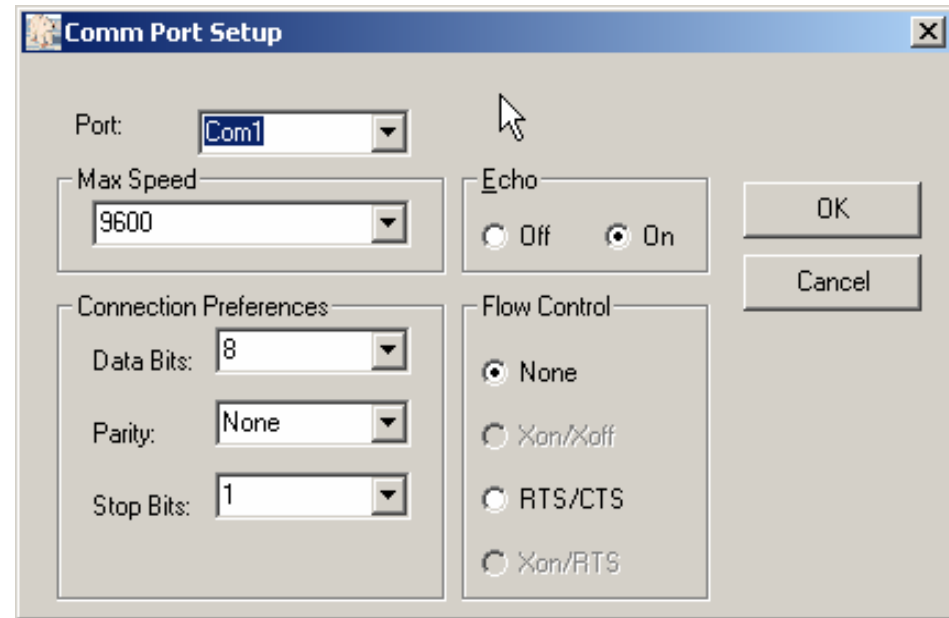 Comm Port Setup
Port: Com1
Max Speed
9600
Echo
Off On
OK
Cancel
Connection Preferences
Data Bits: 8
Parity: None
Stop Bits: 1
Flow Control
None
Xon/Xoff
RTS/CTS
Xon/RTS